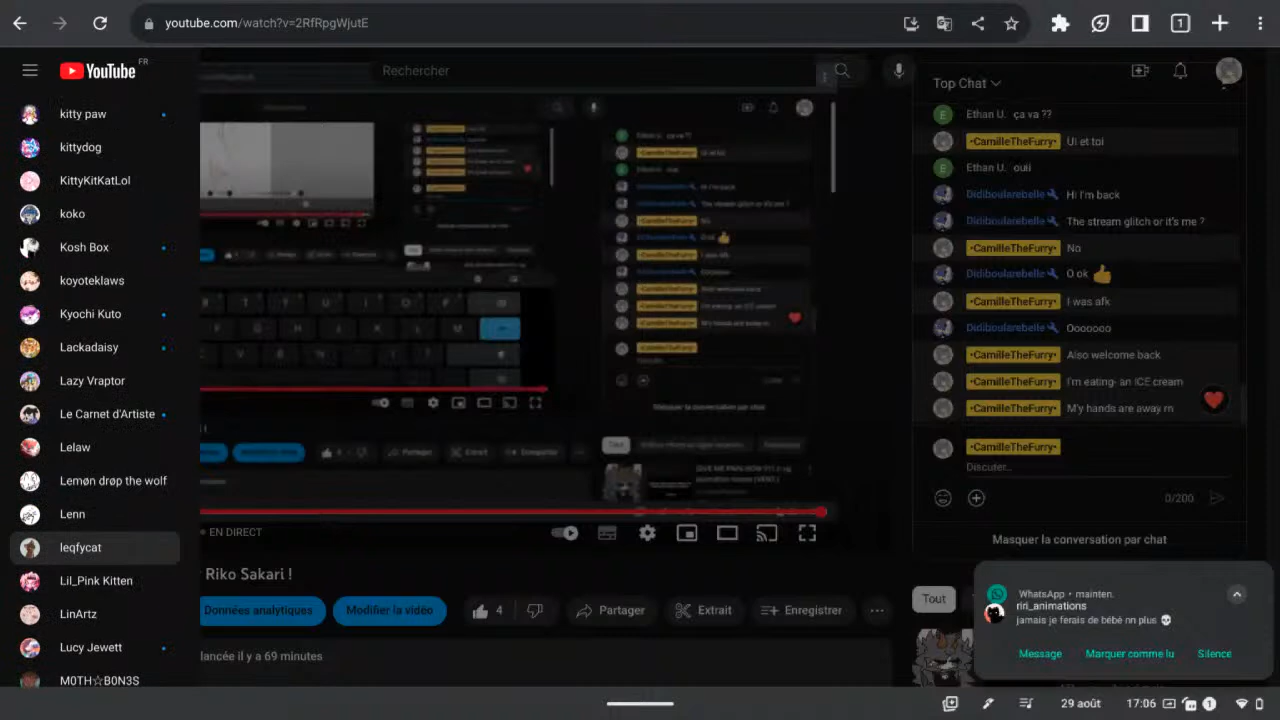 youtube.com/watch?v=2RfRpgWjutE
1
YouTube FR
Rechercher
kitty paw
kittydog
KittyKitKatLol
koko
Kosh Box
koyoteklaws
Kyochi Kuto
Lackadaisy
Lazy Vraptor
Le Carnet d'Artiste
Lelaw
Lemøn drøp the wolf
Lenn
leqfycat
Lil_Pink Kitten
LinArtz
Lucy Jewett
M0TH☆B0N3S
EN DIRECT
Riko Sakari !
Données analytiques
Modifier la vidéo
4
Partager
Extrait
Enregistrer
lancée il y a 69 minutes
Top Chat
E Ethan U. ça va ??
•CamilleTheFurry• Ui et toi
E Ethan U. ouii
Didiboularebelle Hi I'm back
Didiboularebelle The stream glitch or it's me ?
•CamilleTheFurry• No
Didiboularebelle O ok 👍
•CamilleTheFurry• I was afk
Didiboularebelle Ooooooo
•CamilleTheFurry• Also welcome back
•CamilleTheFurry• I'm eating- an ICE cream
•CamilleTheFurry• M'y hands are away rn
•CamilleTheFurry•
Discuter...
0/200
Masquer la conversation par chat
Tout
WhatsApp • mainten.
riri_animations
jamais je ferais de bébé nn plus 💀
Message
Marquer comme lu
Silence
29 août
17:06
1